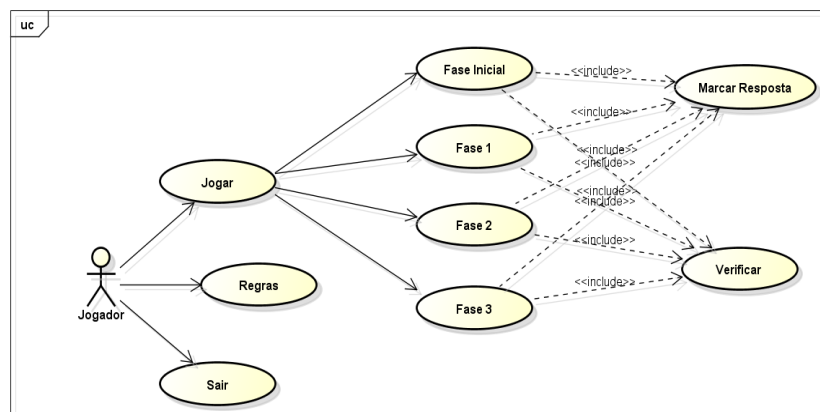 uc
Fase Inicial
<<include>>
Marcar Resposta
<<include>>
Fase 1
<<include>>
<<include>>
Jogar
<<include>>
<<include>>
Fase 2
<<include>>
Verificar
<<include>>
Regras
Fase 3
Jogador
Sair